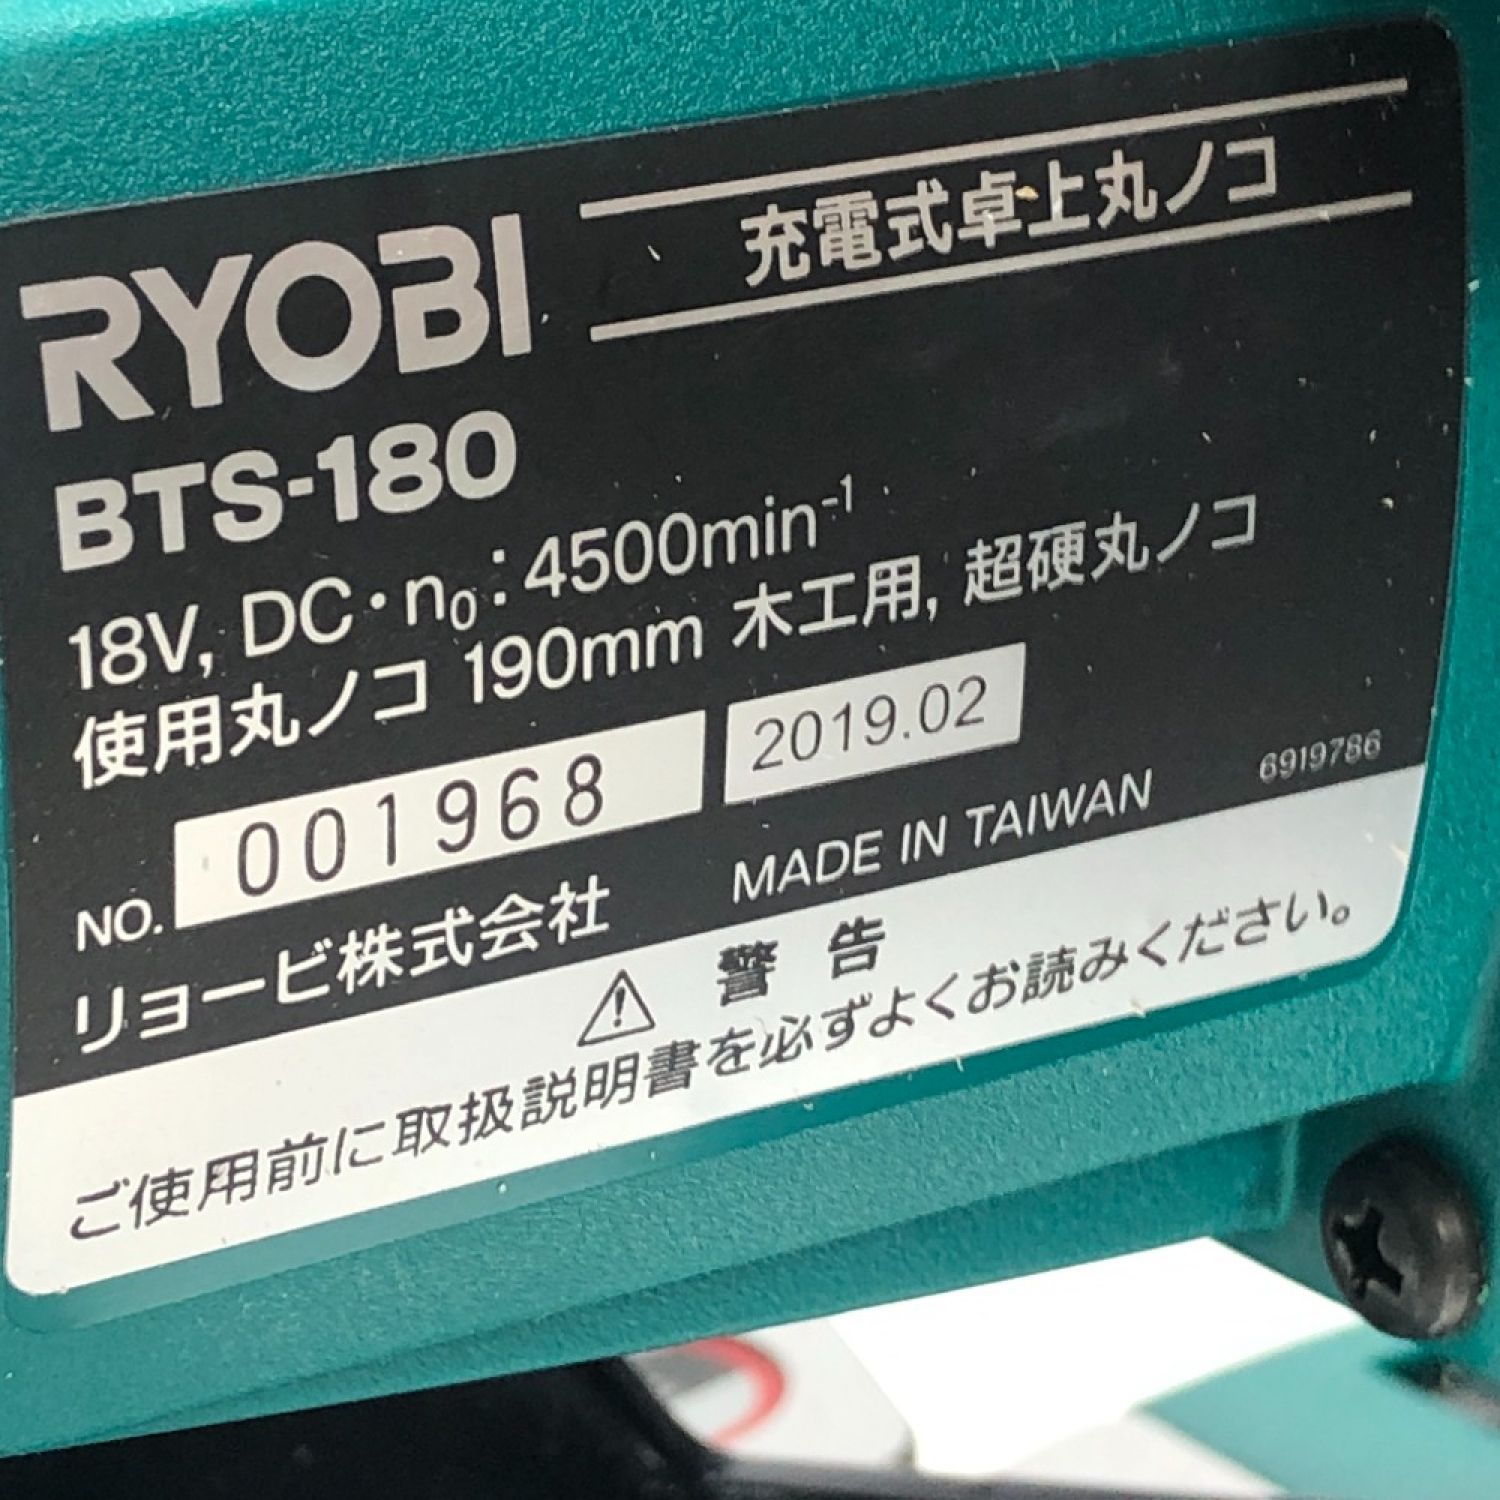 RYOBI 充電式卓上丸ノコ
BTS-180
18V, DC・n₀：4500min⁻¹
使用丸ノコ 190mm 木工用, 超硬丸ノコ
NO. 001968 2019.02
リョービ株式会社 MADE IN TAIWAN 6919786
警 告
ご使用前に取扱説明書を必ずよくお読みください。